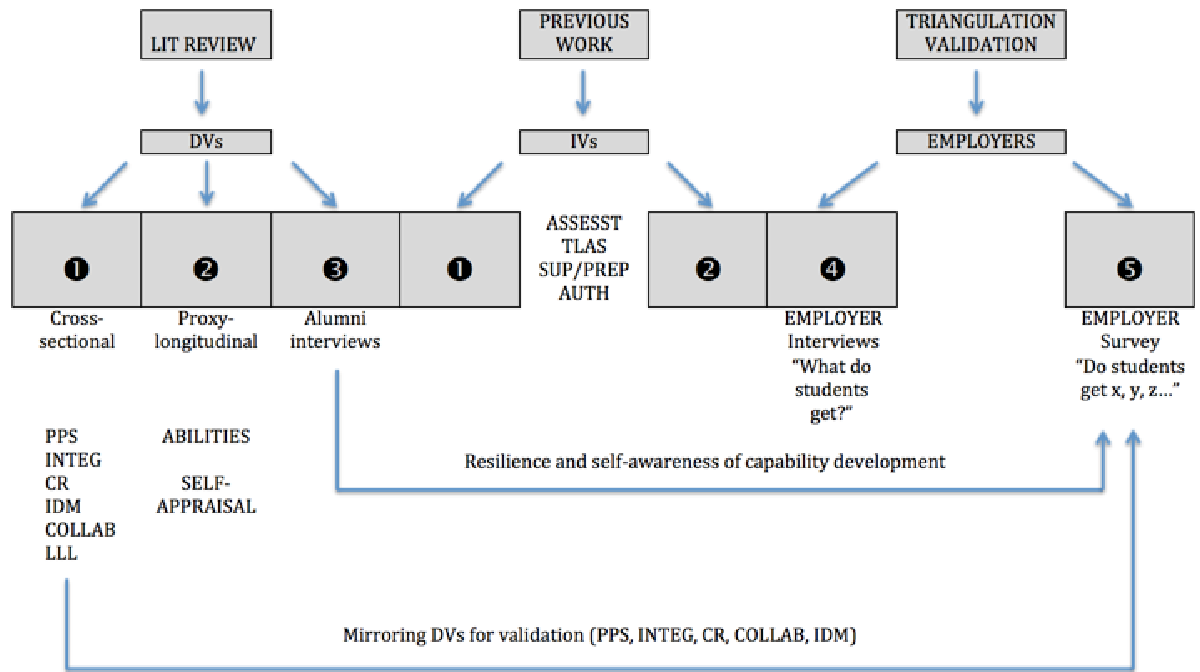 LIT REVIEW
PREVIOUS
WORK
TRIANGULATION
VALIDATION
DVs
IVs
EMPLOYERS
❶
❷
❸
❶
ASSESST
TLAS
SUP/PREP
AUTH
❷
❹
❺
Cross-
sectional
Proxy-
longitudinal
Alumni
interviews
EMPLOYER
Interviews
“What do
students
get?”
EMPLOYER
Survey
“Do students
get x, y, z...”
PPS
INTEG
CR
IDM
COLLAB
LLL
ABILITIES
SELF-
APPRAISAL
Resilience and self-awareness of capability development
Mirroring DVs for validation (PPS, INTEG, CR, COLLAB, IDM)